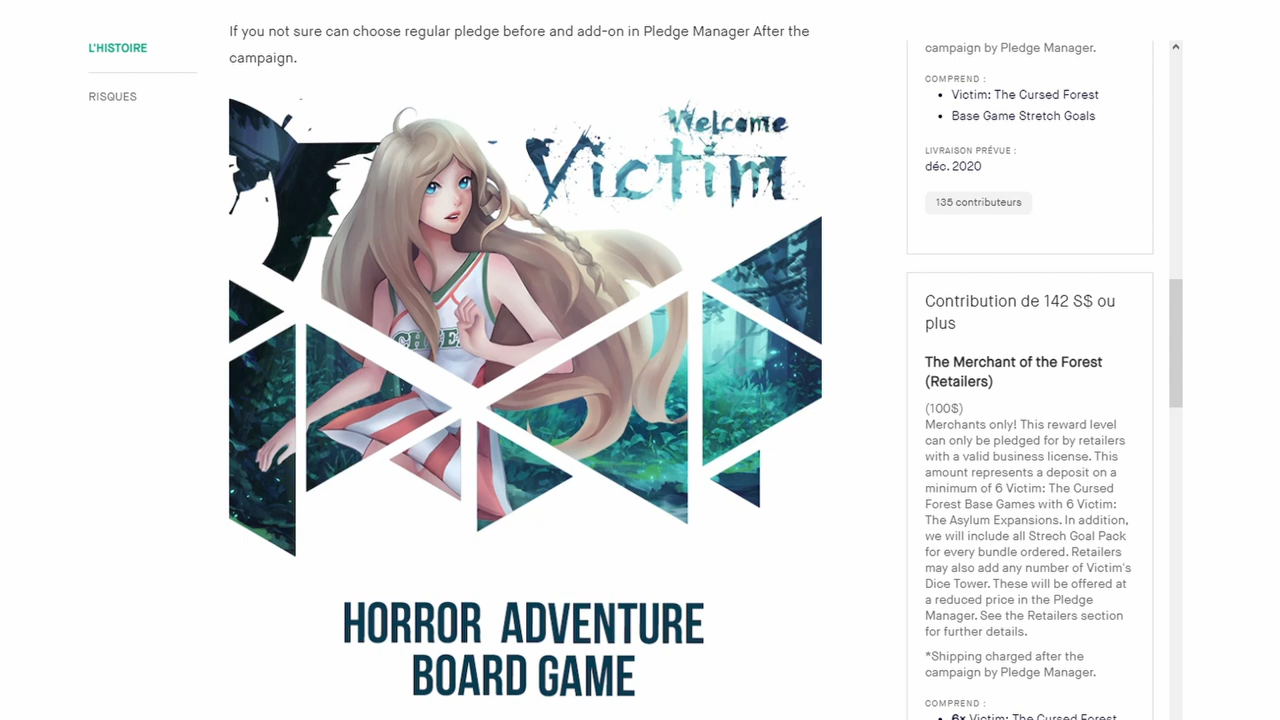 L'HISTOIRE
RISQUES
If you not sure can choose regular pledge before and add-on in Pledge Manager After the
campaign.
Welcome
Victim
CHEE
HORROR ADVENTURE
BOARD GAME
campaign by Pledge Manager.
COMPREND :
• Victim: The Cursed Forest
• Base Game Stretch Goals
LIVRAISON PRÉVUE :
déc. 2020
135 contributeurs
Contribution de 142 S$ ou
plus
The Merchant of the Forest
(Retailers)
(100$)
Merchants only! This reward level
can only be pledged for by retailers
with a valid business license. This
amount represents a deposit on a
minimum of 6 Victim: The Cursed
Forest Base Games with 6 Victim:
The Asylum Expansions. In addition,
we will include all Strech Goal Pack
for every bundle ordered. Retailers
may also add any number of Victim's
Dice Tower. These will be offered at
a reduced price in the Pledge
Manager. See the Retailers section
for further details.
*Shipping charged after the
campaign by Pledge Manager.
COMPREND :
• 6× Victim: The Cursed Forest